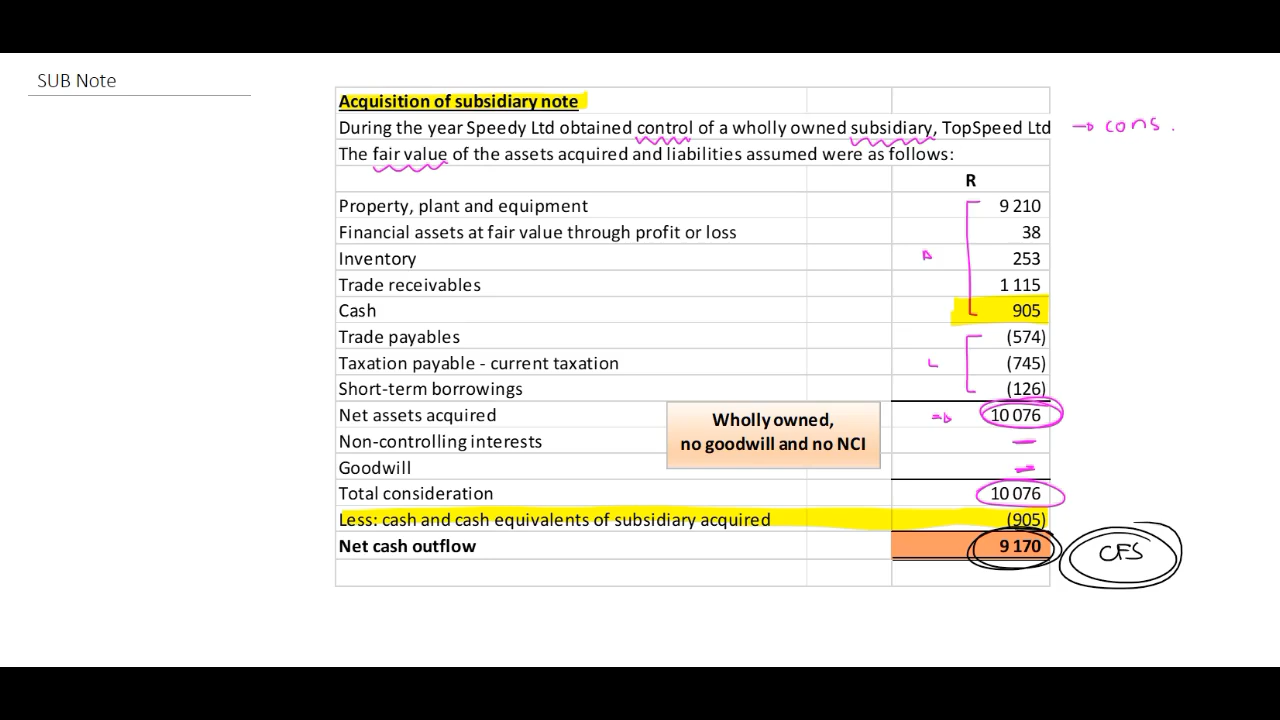 SUB Note
Acquisition of subsidiary note
During the year Speedy Ltd obtained control of a wholly owned subsidiary, TopSpeed Ltd → cons.
The fair value of the assets acquired and liabilities assumed were as follows:
R
Property, plant and equipment 9 210
Financial assets at fair value through profit or loss 38
Inventory A 253
Trade receivables 1 115
Cash 905
Trade payables (574)
Taxation payable - current taxation L (745)
Short-term borrowings (126)
Net assets acquired ⇒ 10 076
Wholly owned,
no goodwill and no NCI
Non-controlling interests –
Goodwill –
Total consideration 10 076
Less: cash and cash equivalents of subsidiary acquired (905)
Net cash outflow 9 170 CFS